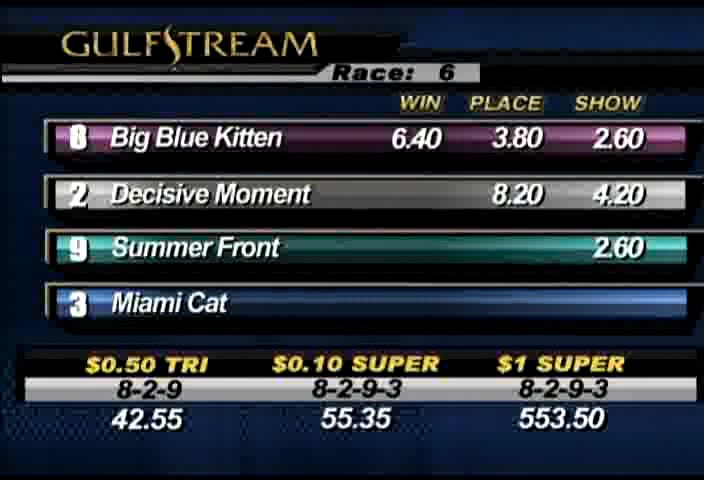 GULFSTREAM
Race: 6
WIN PLACE SHOW
8 Big Blue Kitten 6.40 3.80 2.60
2 Decisive Moment 8.20 4.20
9 Summer Front 2.60
3 Miami Cat
$0.50 TRI $0.10 SUPER $1 SUPER
8-2-9 8-2-9-3 8-2-9-3
42.55 55.35 553.50